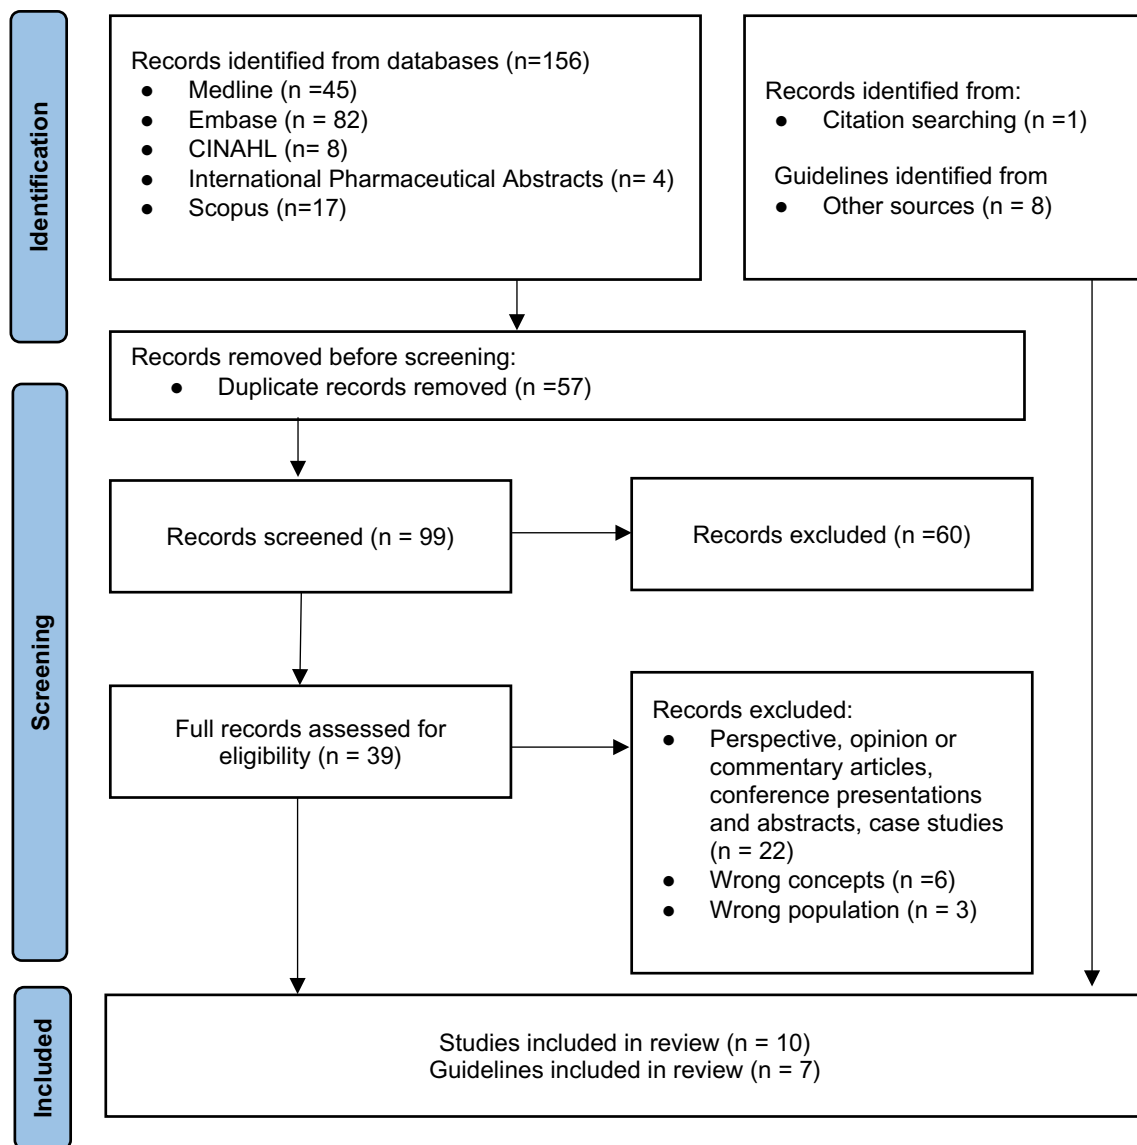 Identification
Records identified from databases (n=156)
● Medline (n =45)
● Embase (n = 82)
● CINAHL (n= 8)
● International Pharmaceutical Abstracts (n= 4)
● Scopus (n=17)
Records identified from:
● Citation searching (n =1)
Guidelines identified from
● Other sources (n = 8)
Records removed before screening:
● Duplicate records removed (n =57)
Screening
Records screened (n = 99)
Records excluded (n =60)
Full records assessed for
eligibility (n = 39)
Records excluded:
● Perspective, opinion or
commentary articles,
conference presentations
and abstracts, case studies
(n = 22)
● Wrong concepts (n =6)
● Wrong population (n = 3)
Included
Studies included in review (n = 10)
Guidelines included in review (n = 7)